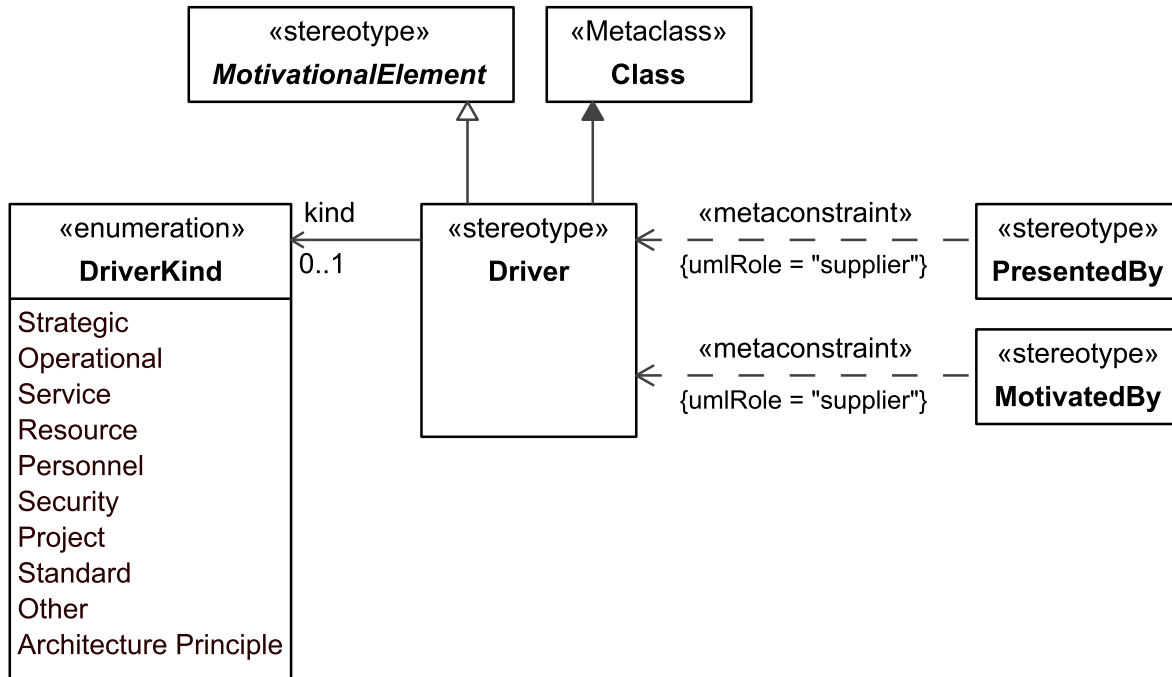 «stereotype»
MotivationalElement
«Metaclass»
Class
«enumeration»
DriverKind
Strategic
Operational
Service
Resource
Personnel
Security
Project
Standard
Other
Architecture Principle
kind
0..1
«stereotype»
Driver
«metaconstraint»
{umlRole = "supplier"}
«stereotype»
PresentedBy
«metaconstraint»
{umlRole = "supplier"}
«stereotype»
MotivatedBy